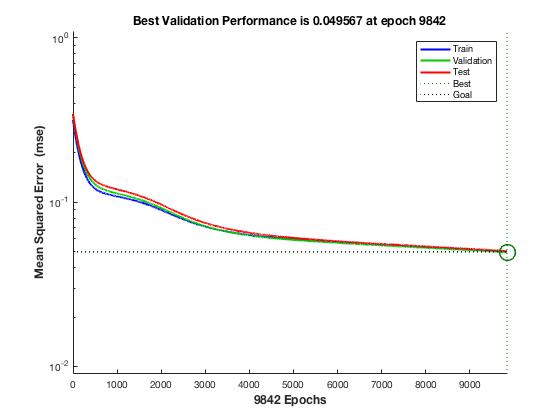 Best Validation Performance is 0.049567 at epoch 9842
10^0
Train
Validation
Test
Best
Goal
Mean Squared Error (mse)
10^-1
10^-2
0 1000 2000 3000 4000 5000 6000 7000 8000 9000
9842 Epochs